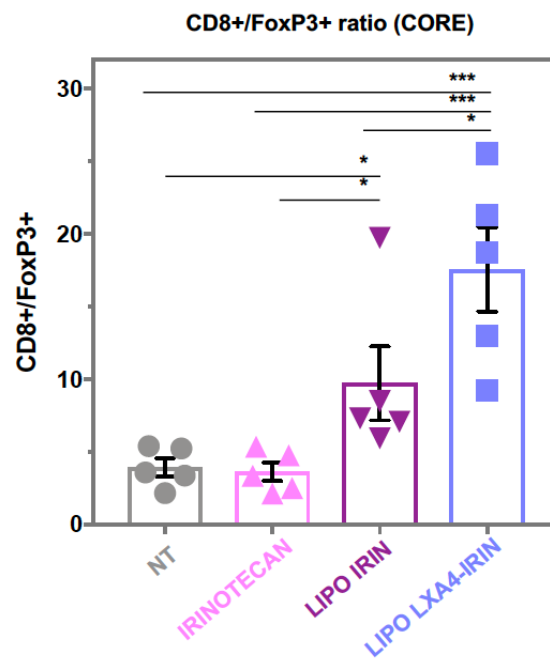 CD8+/FoxP3+ ratio (CORE)
***
***
*
*
*
30
20
10
0
CD8+/FoxP3+
NT
IRINOTECAN
LIPO IRIN
LIPO LXA4-IRIN